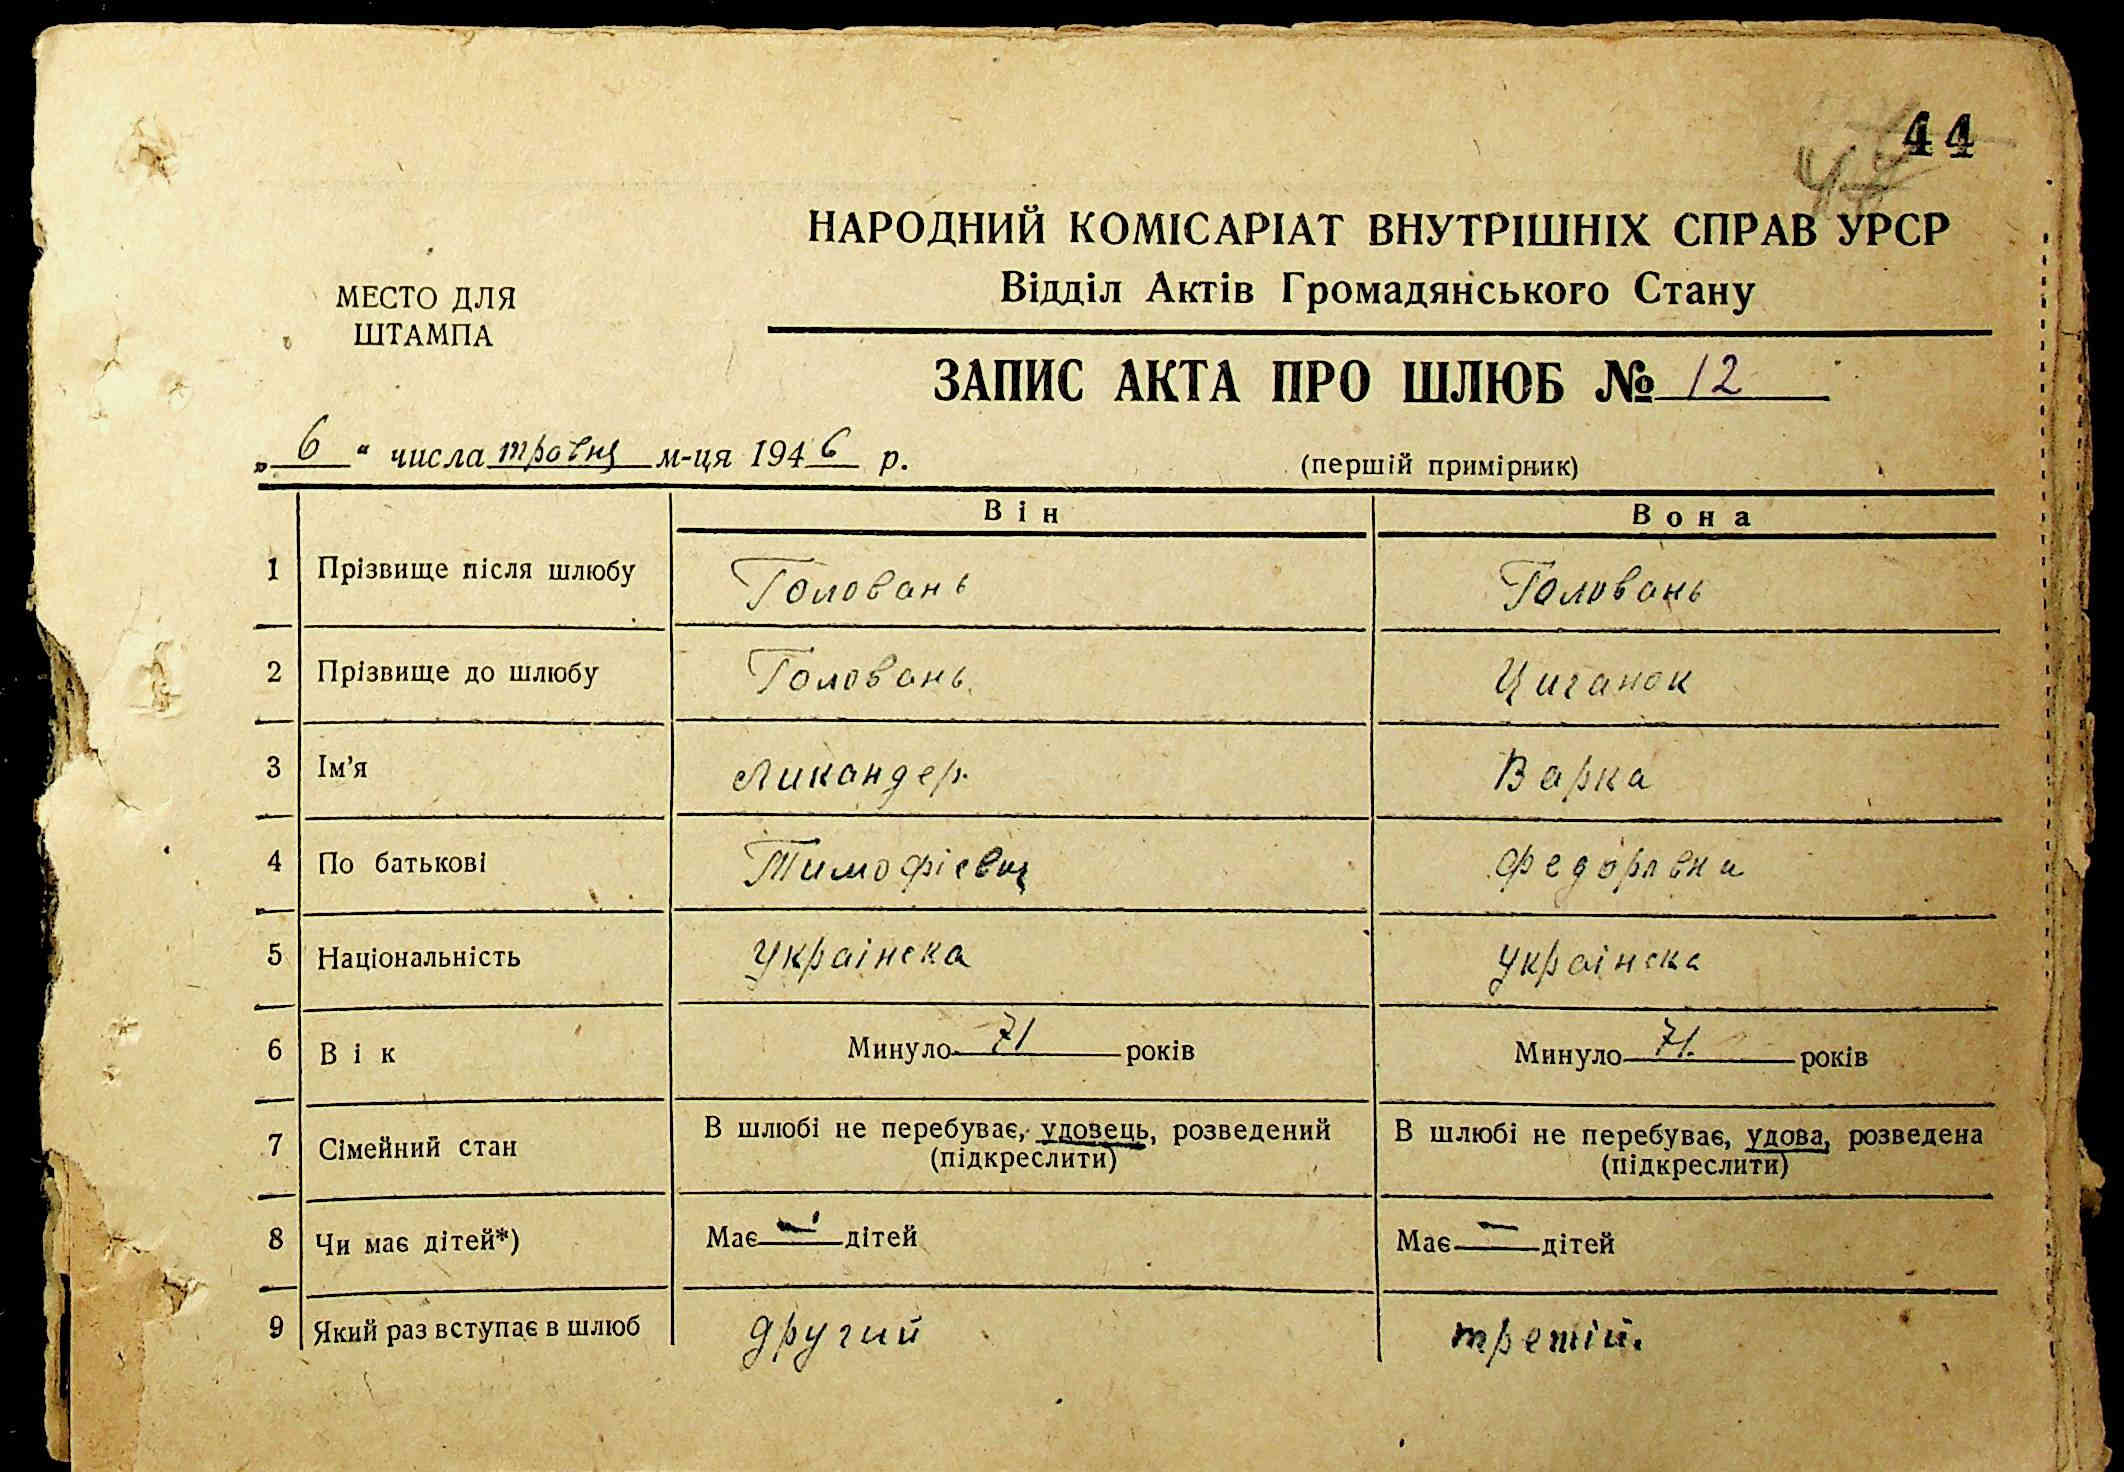 44
НАРОДНИЙ КОМІСАРІАТ ВНУТРІШНІХ СПРАВ УРСР
Відділ Актів Громадянського Стану
МЕСТО ДЛЯ
ШТАМПА
ЗАПИС АКТА ПРО ШЛЮБ № 12
„6“ числа травня м-ця 1946 р. (перший примірник)
Він Вона
1 Прізвище після шлюбу Головань Головань
2 Прізвище до шлюбу Головань Циганок
3 Ім'я Ликандер Варка
4 По батькові Тимофієвич Федорівна
5 Національність Українска Українска
6 Вік Минуло 71 років Минуло 71 років
7 Сімейний стан В шлюбі не перебуває, удовець, розведений В шлюбі не перебуває, удова, розведена
(підкреслити) (підкреслити)
8 Чи має дітей*) Має — дітей Має — дітей
9 Який раз вступає в шлюб другий третій.